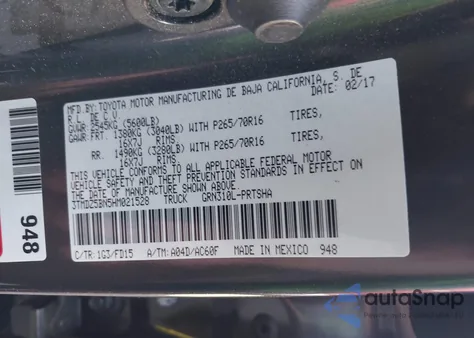 MFD.BY: TOYOTA MOTOR MANUFACTURING DE BAJA CALIFORNIA, S. DE
R.L. DE C.V. DATE: 02/17
GVWR 2545KG (5600LB)
GAWR FRT. 1380KG (3040LB) WITH P265/70R16 TIRES,
16X7J RIMS
RR. 1490KG (3280LB) WITH P265/70R16 TIRES,
16X7J RIMS
THIS VEHICLE CONFORMS TO ALL APPLICABLE FEDERAL MOTOR
VEHICLE SAFETY AND THEFT PREVENTION STANDARDS IN EFFECT ON
THE DATE OF MANUFACTURE SHOWN ABOVE.
3TMDZ5BN5HM021528 TRUCK GRN310L-PRTSHA
C/TR: 1G3/FD15 A/TM: A04D/AC60F MADE IN MEXICO 948
948
autoSnap